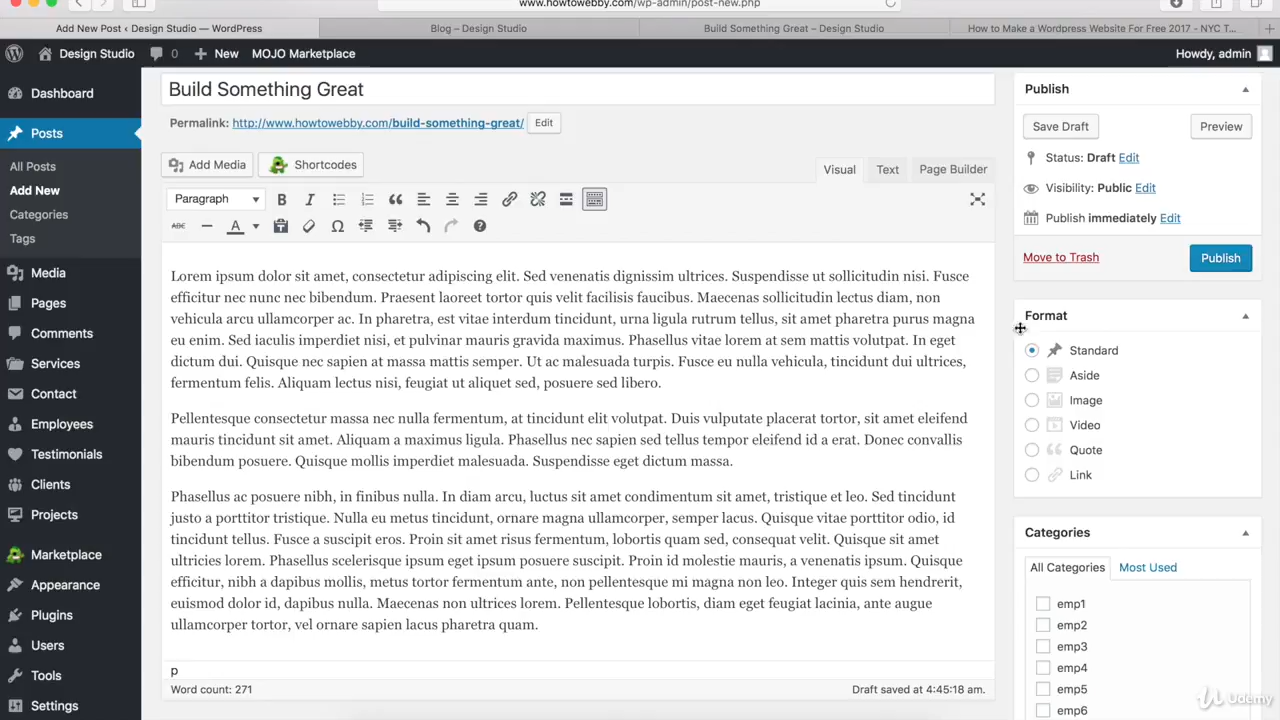 www.howtowebby.com/wp-admin/post-new.php
Add New Post ‹ Design Studio — WordPress
Blog – Design Studio
Build Something Great – Design Studio
How to Make a Wordpress Website For Free 2017 - NYC T...
Design Studio
0
New
MOJO Marketplace
Howdy, admin
Dashboard
Posts
All Posts
Add New
Categories
Tags
Media
Pages
Comments
Services
Contact
Employees
Testimonials
Clients
Projects
Marketplace
Appearance
Plugins
Users
Tools
Settings
Build Something Great
Permalink: http://www.howtowebby.com/build-something-great/ Edit
Add Media
Shortcodes
Visual
Text
Page Builder
Paragraph
B I
ABC
A
Lorem ipsum dolor sit amet, consectetur adipiscing elit. Sed venenatis dignissim ultrices. Suspendisse ut sollicitudin nisi. Fusce
efficitur nec nunc nec bibendum. Praesent laoreet tortor quis velit facilisis faucibus. Maecenas sollicitudin lectus diam, non
vehicula arcu ullamcorper ac. In pharetra, est vitae interdum tincidunt, urna ligula rutrum tellus, sit amet pharetra purus magna
eu enim. Sed iaculis imperdiet nisi, et pulvinar mauris gravida maximus. Phasellus vitae lorem at sem mattis volutpat. In eget
dictum dui. Quisque nec sapien at massa mattis semper. Ut ac malesuada turpis. Fusce eu nulla vehicula, tincidunt dui ultrices,
fermentum felis. Aliquam lectus nisi, feugiat ut aliquet sed, posuere sed libero.
Pellentesque consectetur massa nec nulla fermentum, at tincidunt elit volutpat. Duis vulputate placerat tortor, sit amet eleifend
mauris tincidunt sit amet. Aliquam a maximus ligula. Phasellus nec sapien sed tellus tempor eleifend id a erat. Donec convallis
bibendum posuere. Quisque mollis imperdiet malesuada. Suspendisse eget dictum massa.
Phasellus ac posuere nibh, in finibus nulla. In diam arcu, luctus sit amet condimentum sit amet, tristique et leo. Sed tincidunt
justo a porttitor tristique. Nulla eu metus tincidunt, ornare magna ullamcorper, semper lacus. Quisque vitae porttitor odio, id
tincidunt tellus. Fusce a suscipit eros. Proin sit amet risus fermentum, lobortis quam sed, consequat velit. Quisque sit amet
ultricies lorem. Phasellus scelerisque ipsum eget ipsum posuere suscipit. Proin id molestie mauris, a venenatis ipsum. Quisque
efficitur, nibh a dapibus mollis, metus tortor fermentum ante, non pellentesque mi magna non leo. Integer quis sem hendrerit,
euismod dolor id, dapibus nulla. Maecenas non ultrices lorem. Pellentesque lobortis, diam eget feugiat lacinia, ante augue
ullamcorper tortor, vel ornare sapien lacus pharetra quam.
p
Word count: 271
Draft saved at 4:45:18 am.
Publish
Save Draft
Preview
Status: Draft Edit
Visibility: Public Edit
Publish immediately Edit
Move to Trash
Publish
Format
Standard
Aside
Image
Video
Quote
Link
Categories
All Categories
Most Used
emp1
emp2
emp3
emp4
emp5
emp6
Udemy